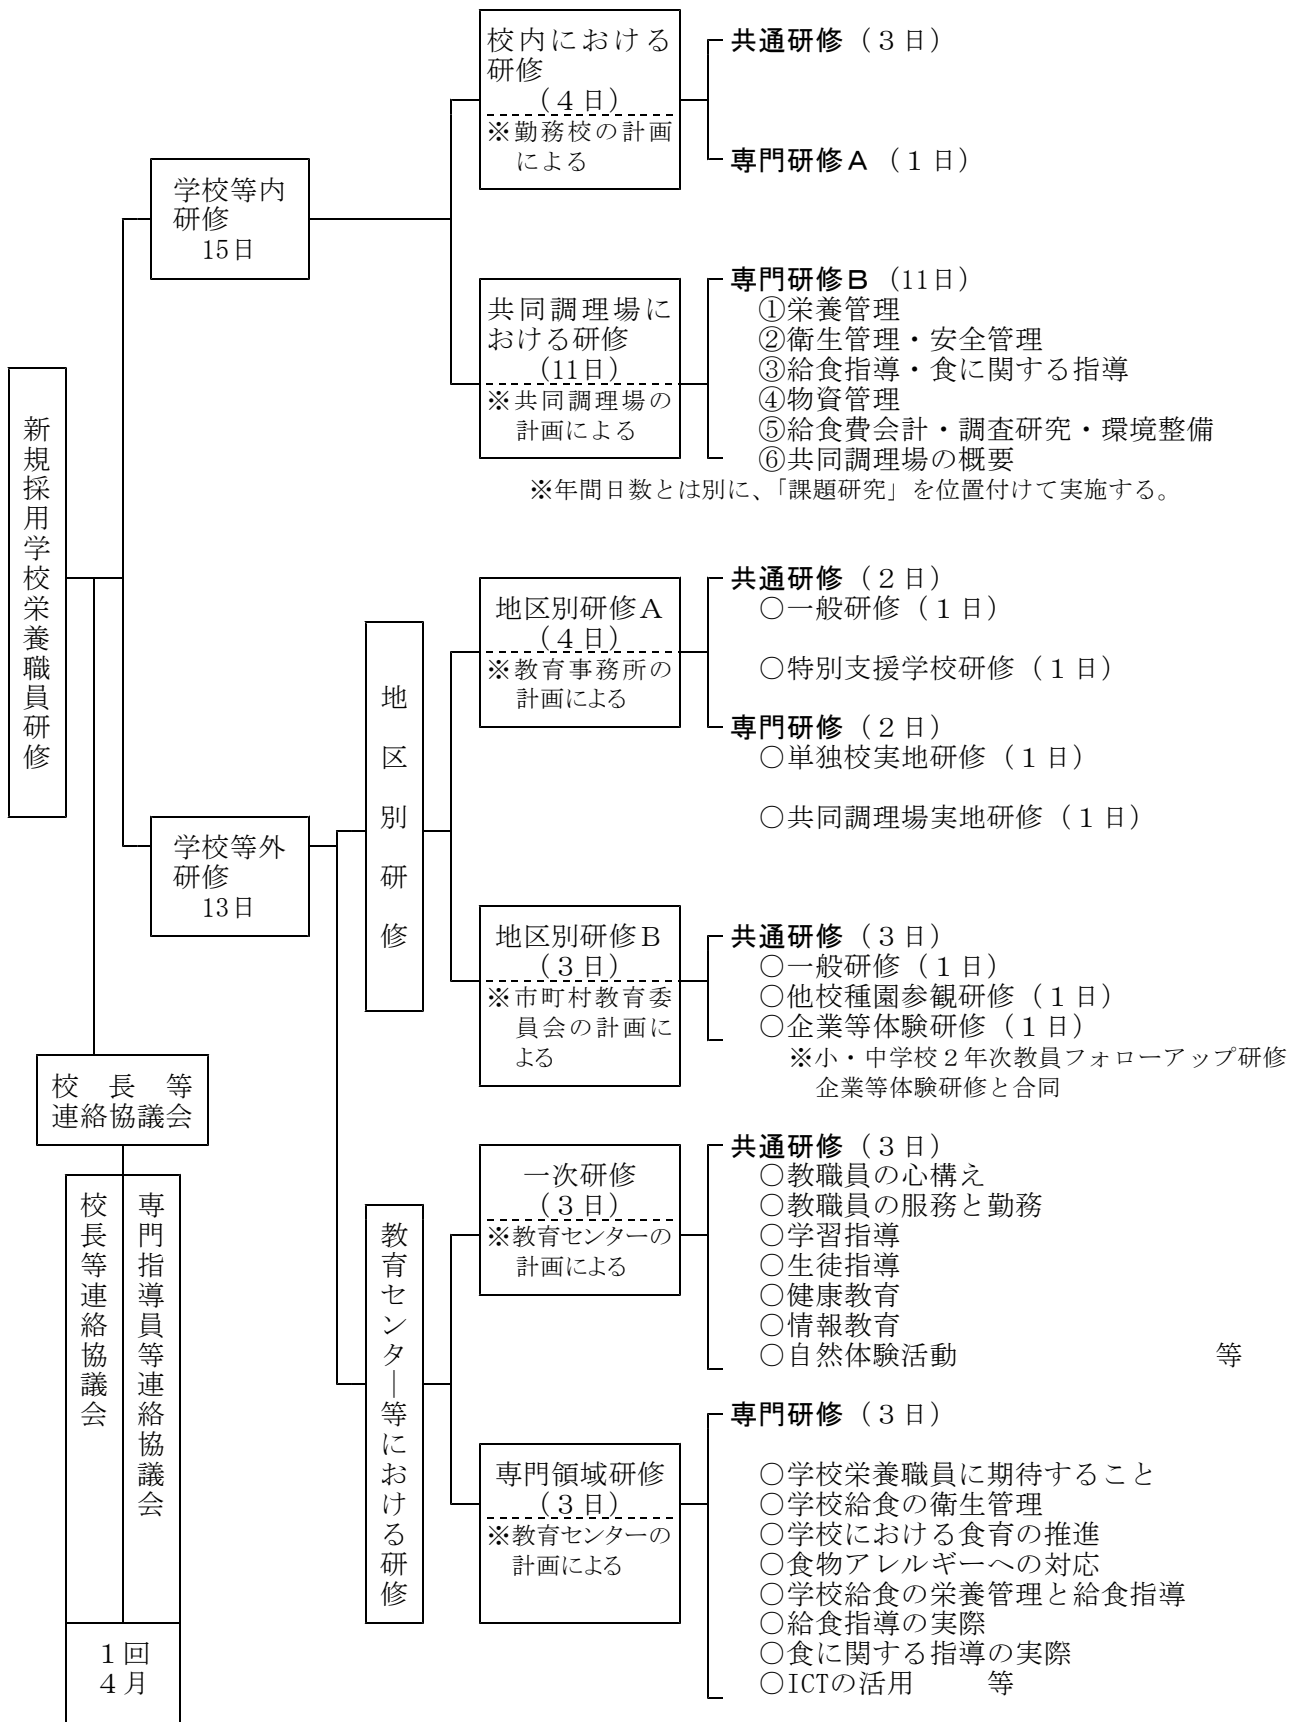 新規採用学校栄養職員研修
学校等内
研修
15日
校内における
研修
（４日）
※勤務校の計画
による
共通研修（３日）
専門研修Ａ（１日）
共同調理場に
おける研修
(11日)
※共同調理場の
計画による
専門研修Ｂ（11日）
①栄養管理
②衛生管理・安全管理
③給食指導・食に関する指導
④物資管理
⑤給食費会計・調査研究・環境整備
⑥共同調理場の概要
※年間日数とは別に、「課題研究」を位置付けて実施する。
学校等外
研修
13日
地区別研修
地区別研修Ａ
（４日）
※教育事務所の
計画による
共通研修（２日）
○一般研修（１日）
○特別支援学校研修（１日）
専門研修（２日）
○単独校実地研修（１日）
○共同調理場実地研修（１日）
地区別研修Ｂ
（３日）
※市町村教育委
員会の計画に
よる
共通研修（３日）
○一般研修（１日）
○他校種園参観研修（１日）
○企業等体験研修（１日）
※小・中学校２年次教員フォローアップ研修
企業等体験研修と合同
教育センター等における研修
一次研修
（３日）
※教育センターの
計画による
共通研修（３日）
○教職員の心構え
○教職員の服務と勤務
○学習指導
○生徒指導
○健康教育
○情報教育
○自然体験活動　等
専門領域研修
（３日）
※教育センターの
計画による
専門研修（３日）
○学校栄養職員に期待すること
○学校給食の衛生管理
○学校における食育の推進
○食物アレルギーへの対応
○学校給食の栄養管理と給食指導
○給食指導の実際
○食に関する指導の実際
○ICTの活用　等
校　長　等
連絡協議会
専門指導員等連絡協議会
校長等連絡協議会
１回
４月